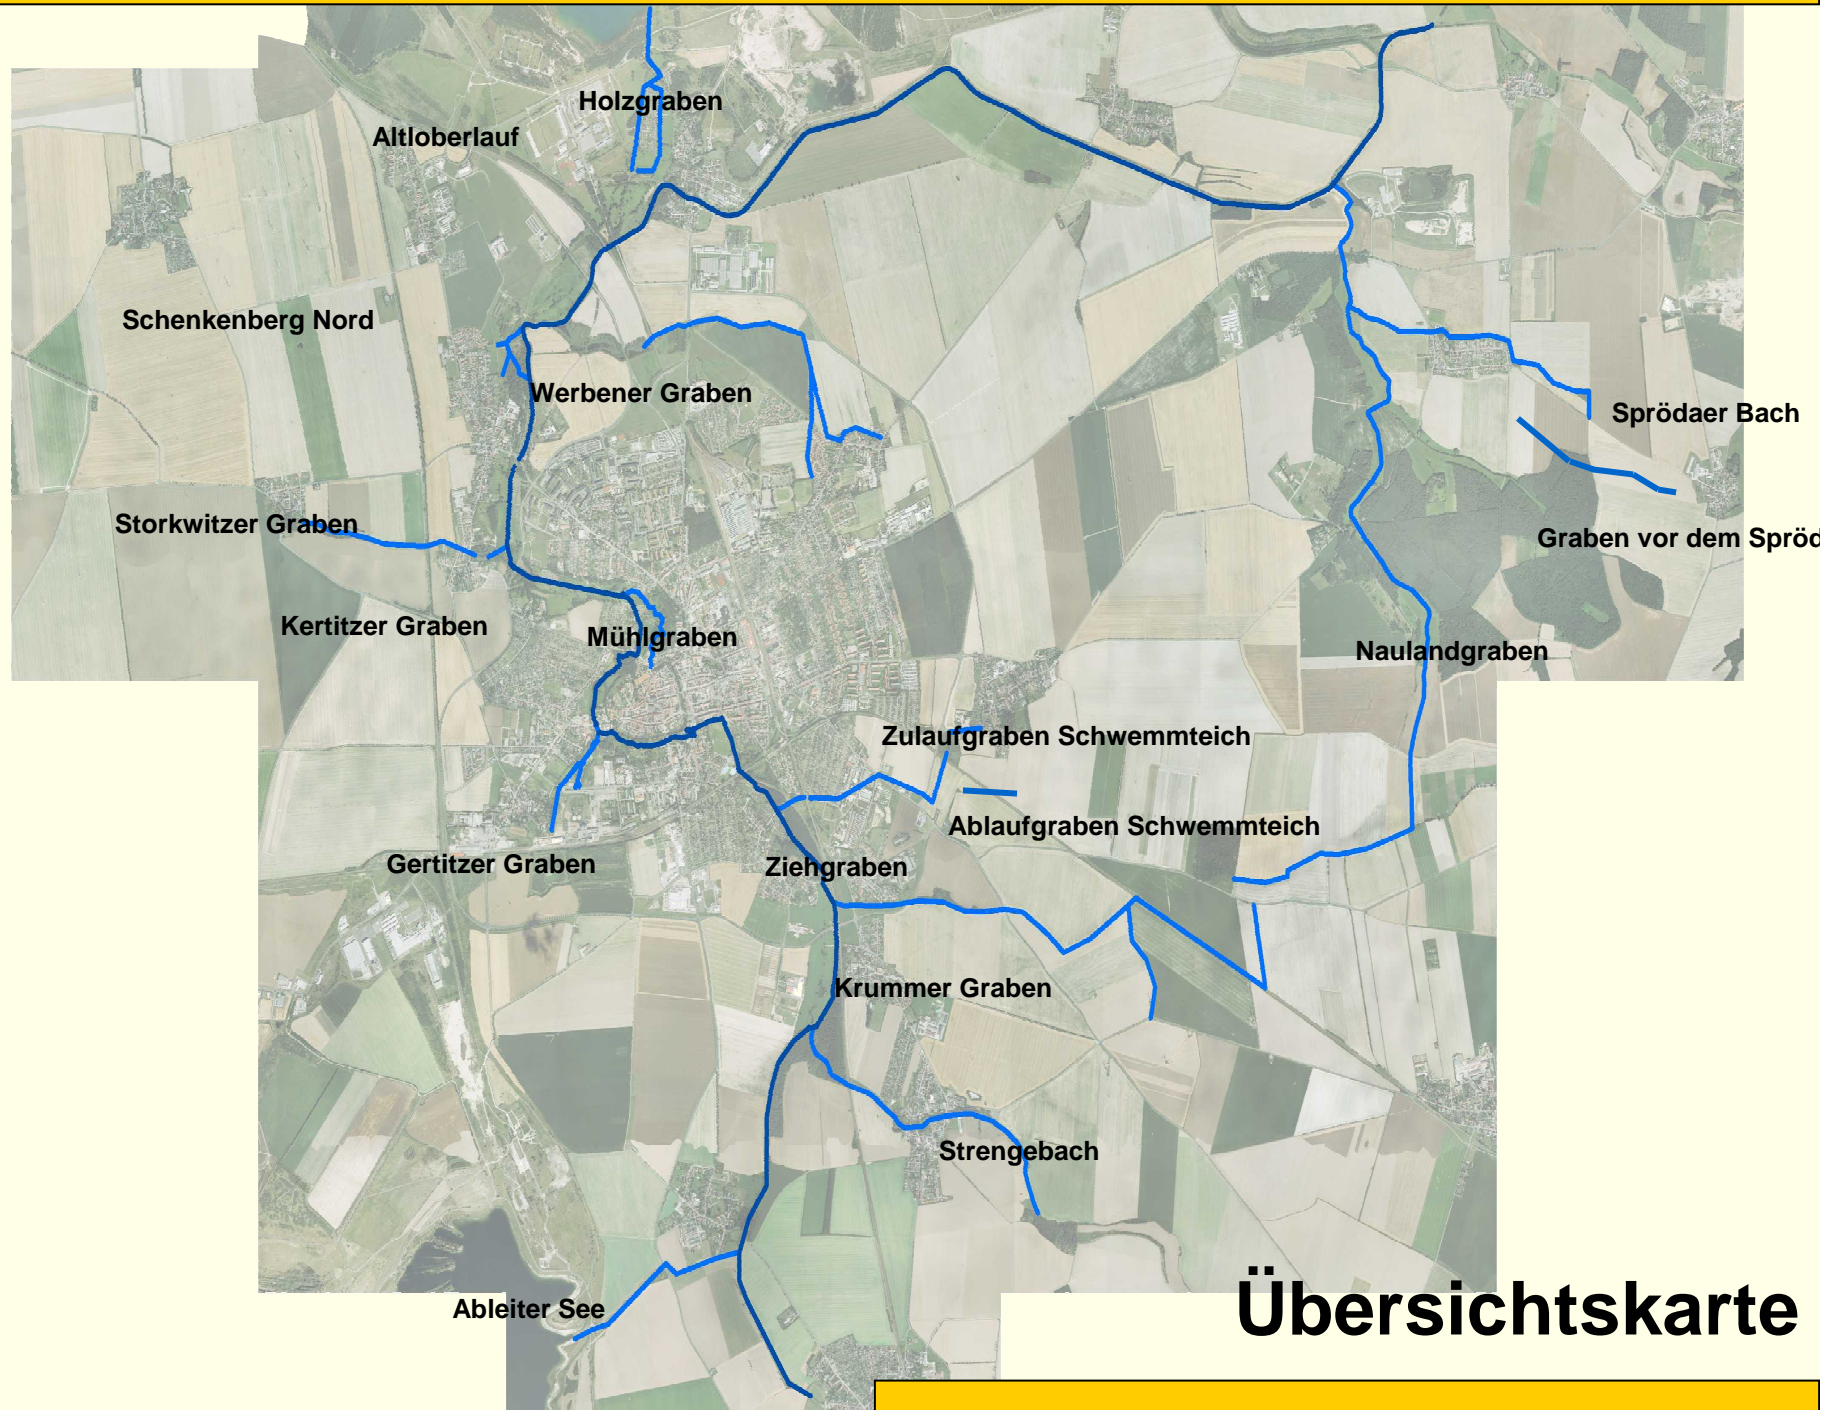 Holzgraben
Altloberlauf
Schenkenberg Nord
Werbener Graben
Sprödaer Bach
Storkwitzer Graben
Graben vor dem Spröd
Kertitzer Graben
Mühlgraben
Naulandgraben
Zulaufgraben Schwemmteich
Ablaufgraben Schwemmteich
Gertitzer Graben
Ziehgraben
Krummer Graben
Strengebach
Ableiter See
Übersichtskarte